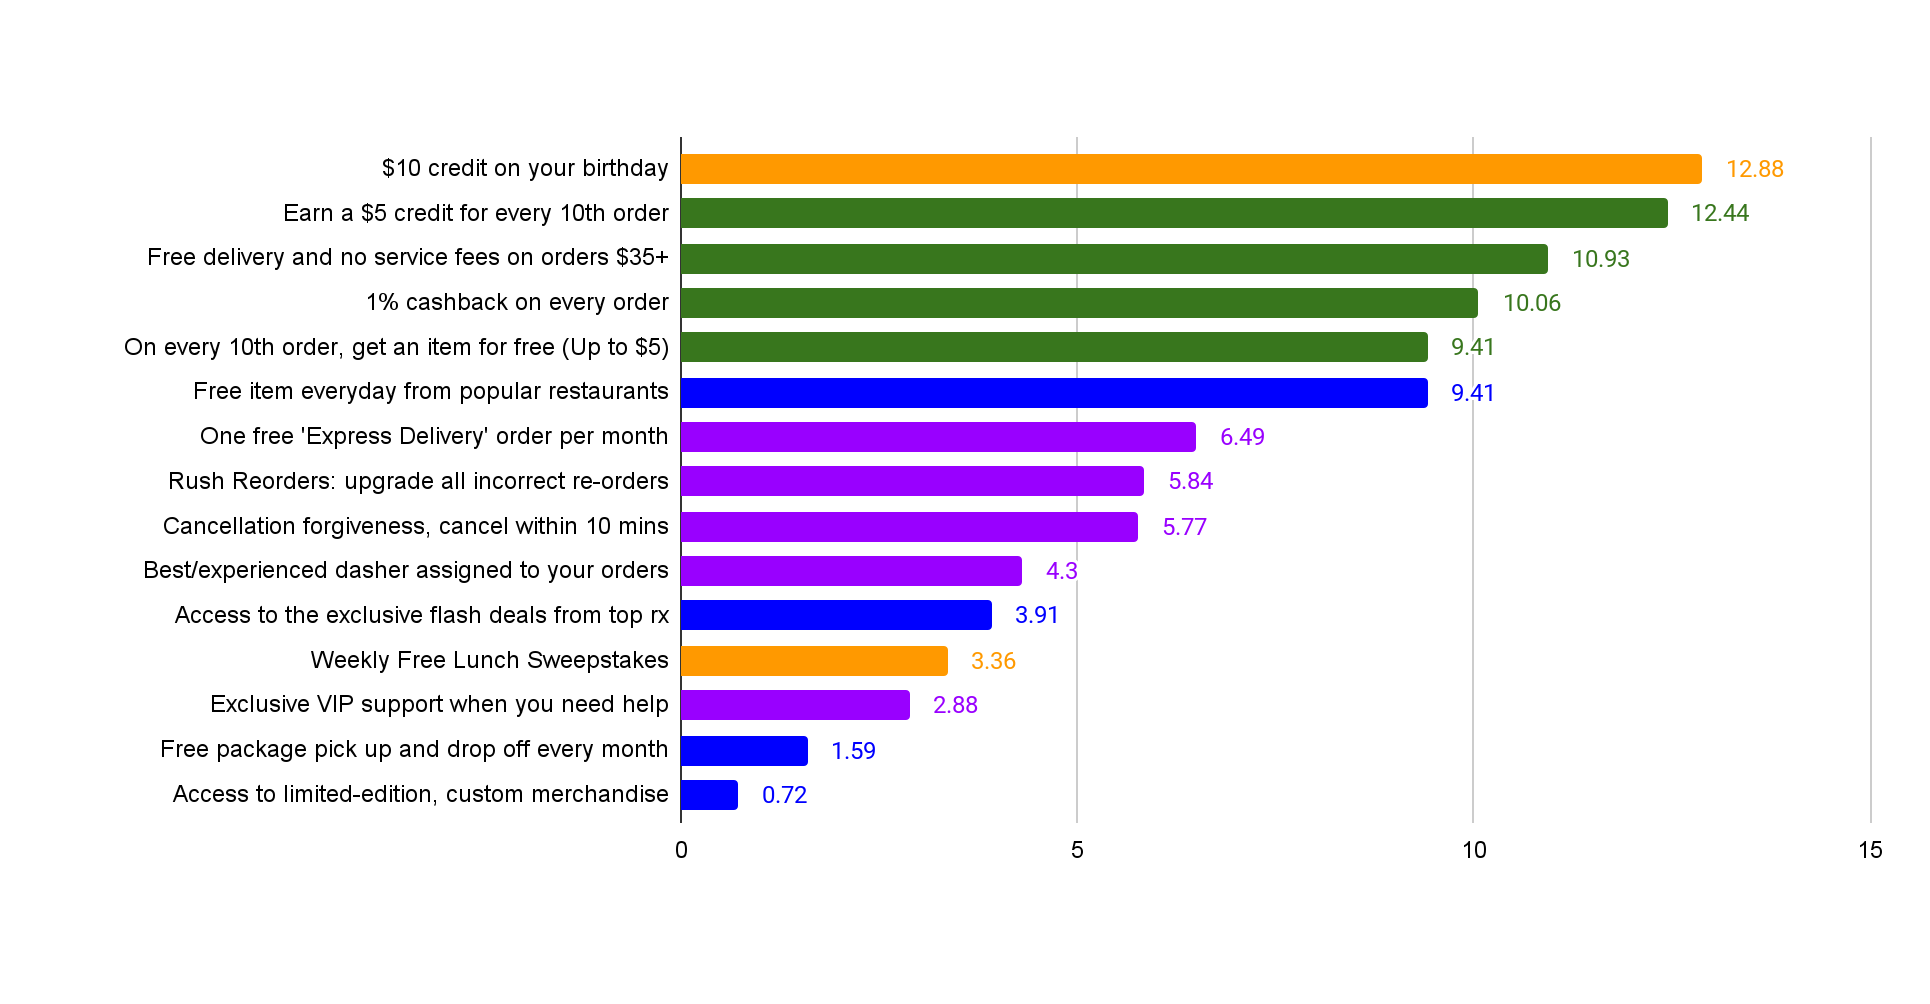 $10 credit on your birthday 12.88
Earn a $5 credit for every 10th order 12.44
Free delivery and no service fees on orders $35+ 10.93
1% cashback on every order 10.06
On every 10th order, get an item for free (Up to $5) 9.41
Free item everyday from popular restaurants 9.41
One free 'Express Delivery' order per month 6.49
Rush Reorders: upgrade all incorrect re-orders 5.84
Cancellation forgiveness, cancel within 10 mins 5.77
Best/experienced dasher assigned to your orders 4.3
Access to the exclusive flash deals from top rx 3.91
Weekly Free Lunch Sweepstakes 3.36
Exclusive VIP support when you need help 2.88
Free package pick up and drop off every month 1.59
Access to limited-edition, custom merchandise 0.72
0 5 10 15